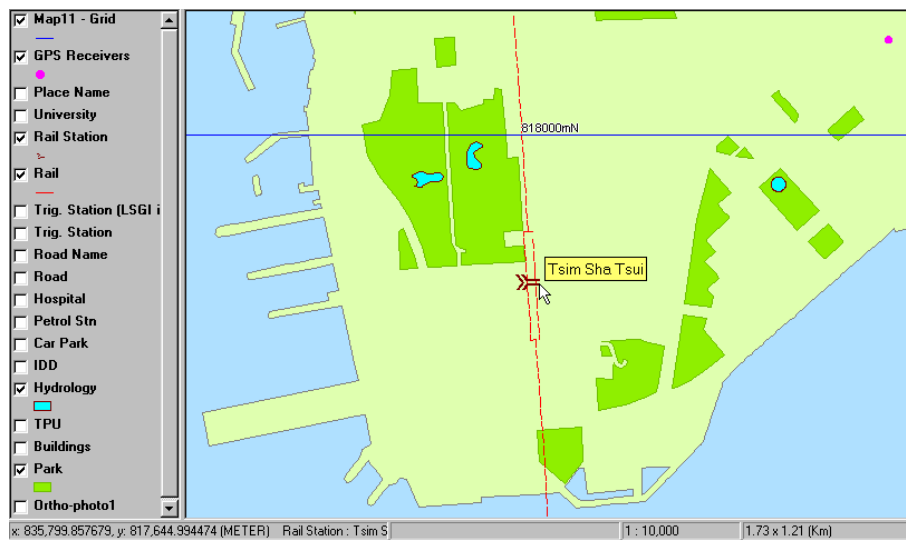 Map11 - Grid
GPS Receivers
Place Name
University
Rail Station
Rail
Trig. Station (LSGI i
Trig. Station
Road Name
Road
Hospital
Petrol Stn
Car Park
IDD
Hydrology
TPU
Buildings
Park
Ortho-photo1
818000mN
Tsim Sha Tsui
x: 835,799.857679, y: 817,644.994474 (METER) Rail Station : Tsim S
1 : 10,000
1.73 x 1.21 (Km)